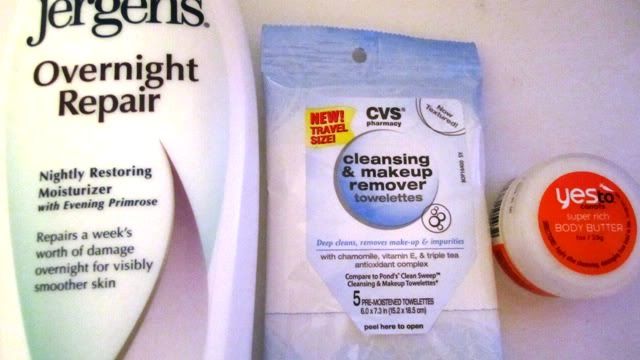 Jergens®
Overnight
Repair
Nightly Restoring
Moisturizer
with Evening Primrose
Repairs a week's
worth of damage
overnight for visibly
smoother skin
NEW!
TRAVEL
SIZE!
CVS®
pharmacy
Now
Textured!
cleansing
& makeup
remover
towelettes
Deep cleans, removes make-up & impurities
with chamomile, vitamin E, & triple tea
antioxidant complex
Compare to Pond's® Clean Sweep™
Cleansing & Makeup Towelettes*
5 PRE-MOISTENED TOWELETTES
6.0 x 7.3 in (15.2 x 18.5 cm)
peel here to open
yes to
carrots
super rich
BODY BUTTER